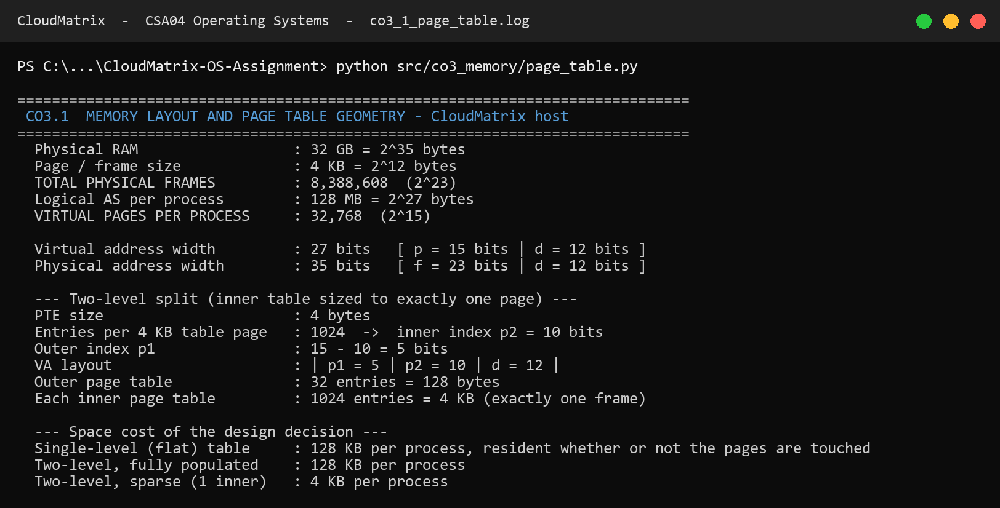 CloudMatrix  -  CSA04 Operating Systems  -  co3_1_page_table.log
PS C:\...\CloudMatrix-OS-Assignment> python src/co3_memory/page_table.py
==============================================================================
 CO3.1  MEMORY LAYOUT AND PAGE TABLE GEOMETRY - CloudMatrix host
==============================================================================
  Physical RAM                  : 32 GB = 2^35 bytes
  Page / frame size             : 4 KB = 2^12 bytes
  TOTAL PHYSICAL FRAMES         : 8,388,608  (2^23)
  Logical AS per process        : 128 MB = 2^27 bytes
  VIRTUAL PAGES PER PROCESS     : 32,768  (2^15)
  Virtual address width         : 27 bits   [ p = 15 bits | d = 12 bits ]
  Physical address width        : 35 bits   [ f = 23 bits | d = 12 bits ]
  --- Two-level split (inner table sized to exactly one page) ---
  PTE size                      : 4 bytes
  Entries per 4 KB table page   : 1024  ->  inner index p2 = 10 bits
  Outer index p1                : 15 - 10 = 5 bits
  VA layout                     : | p1 = 5 | p2 = 10 | d = 12 |
  Outer page table              : 32 entries = 128 bytes
  Each inner page table         : 1024 entries = 4 KB (exactly one frame)
  --- Space cost of the design decision ---
  Single-level (flat) table     : 128 KB per process, resident whether or not the pages are touched
  Two-level, fully populated    : 128 KB per process
  Two-level, sparse (1 inner)   : 4 KB per process